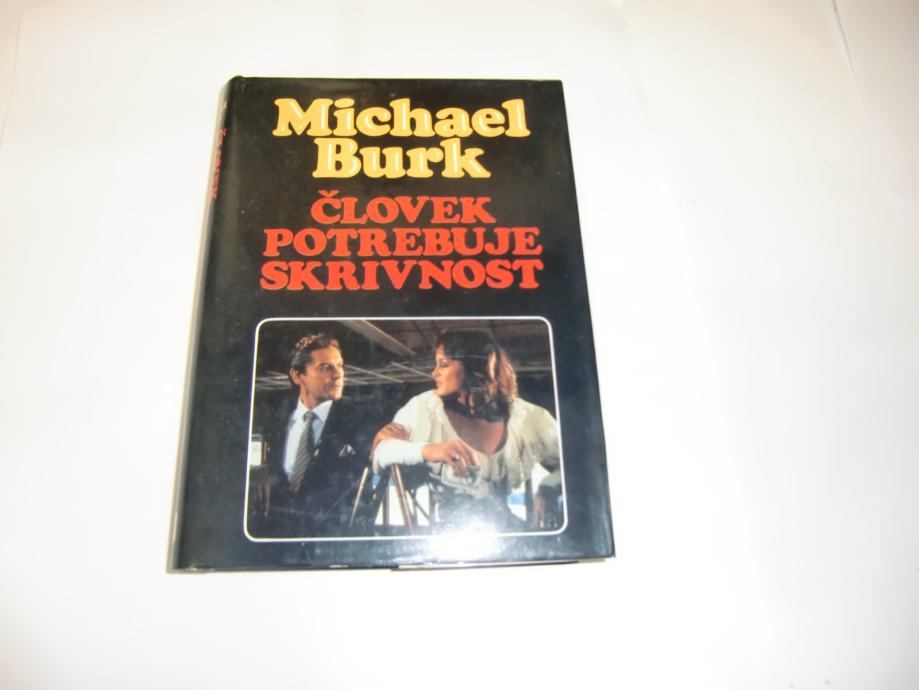 Michael
Burk
ČLOVEK
POTREBUJE
SKRIVNOST